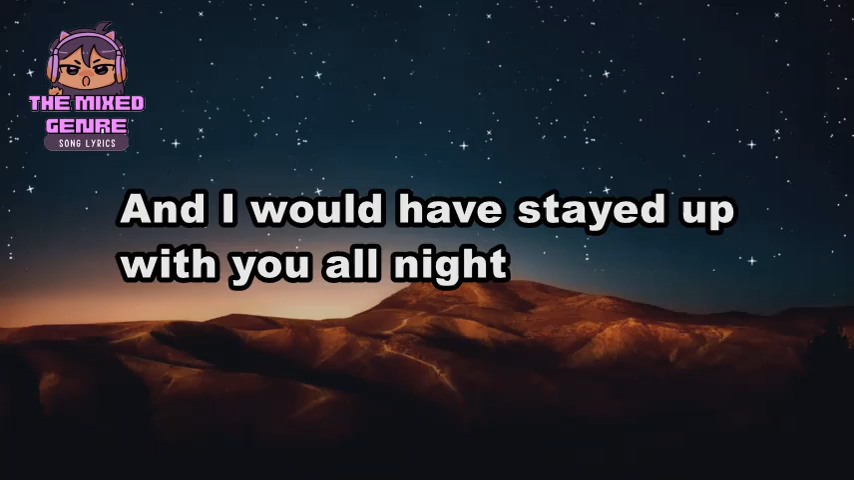 THE MIXED
GENRE
SONG LYRICS
And I would have stayed up
with you all night